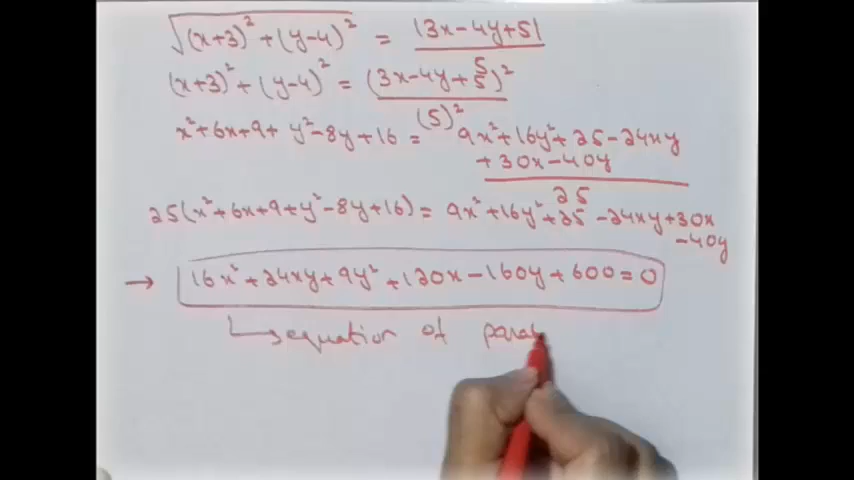 √(x+3)²+(y-4)² = |3x-4y+5|
5
(x+3)²+(y-4)² = (3x-4y+5)²
(5)²
x²+6x+9+y²-8y+16 = 9x²+16y²+25-24xy
+30x-40y
25
25(x²+6x+9+y²-8y+16) = 9x²+16y²+25-24xy+30x
-40y
→ 16x²+24xy+9y²+120x-160y+600=0
↳equation of para